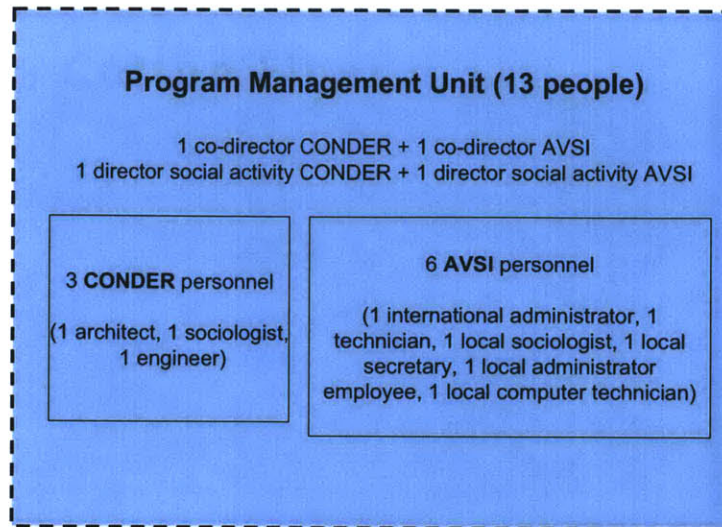 Program Management Unit (13 people)
1 co-director CONDER + 1 co-director AVSI
1 director social activity CONDER + 1 director social activity AVSI
3 CONDER personnel
(1 architect, 1 sociologist,
1 engineer)
6 AVSI personnel
(1 international administrator, 1
technician, 1 local sociologist, 1 local
secretary, 1 local administrator
employee, 1 local computer technician)